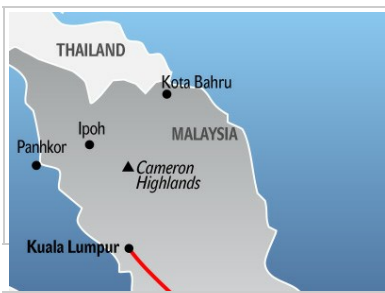 THAILAND
Kota Bahru
Ipoh
MALAYSIA
Panhkor
Cameron
Highlands
Kuala Lumpur